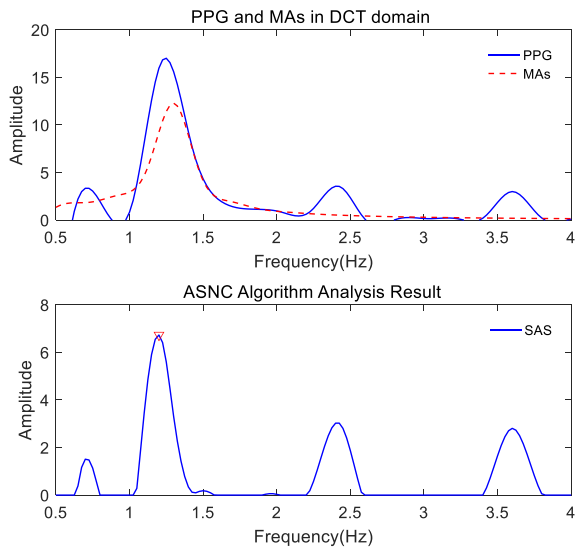 PPG and MAs in DCT domain
20
15
10
5
0
Amplitude
PPG
MAs
0.5 1 1.5 2 2.5 3 3.5 4
Frequency(Hz)
ASNC Algorithm Analysis Result
8
6
4
2
0
Amplitude
SAS
0.5 1 1.5 2 2.5 3 3.5 4
Frequency(Hz)